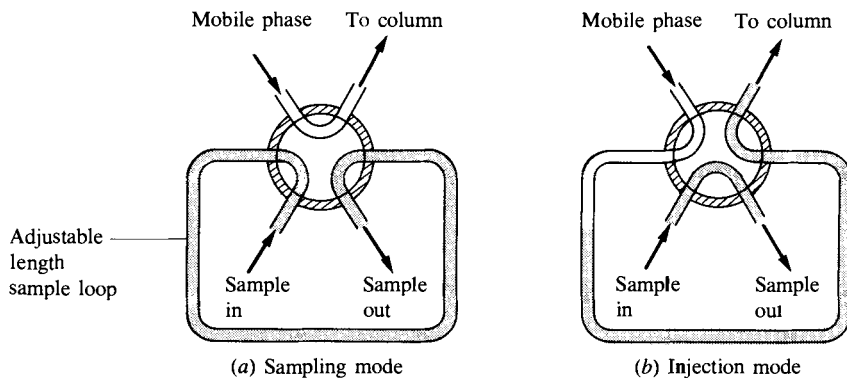 Mobile phase To column
Mobile phase To column
Adjustable
length
sample loop
Sample
in
Sample
out
Sample
in
Sample
oui
(a) Sampling mode
(b) Injection mode